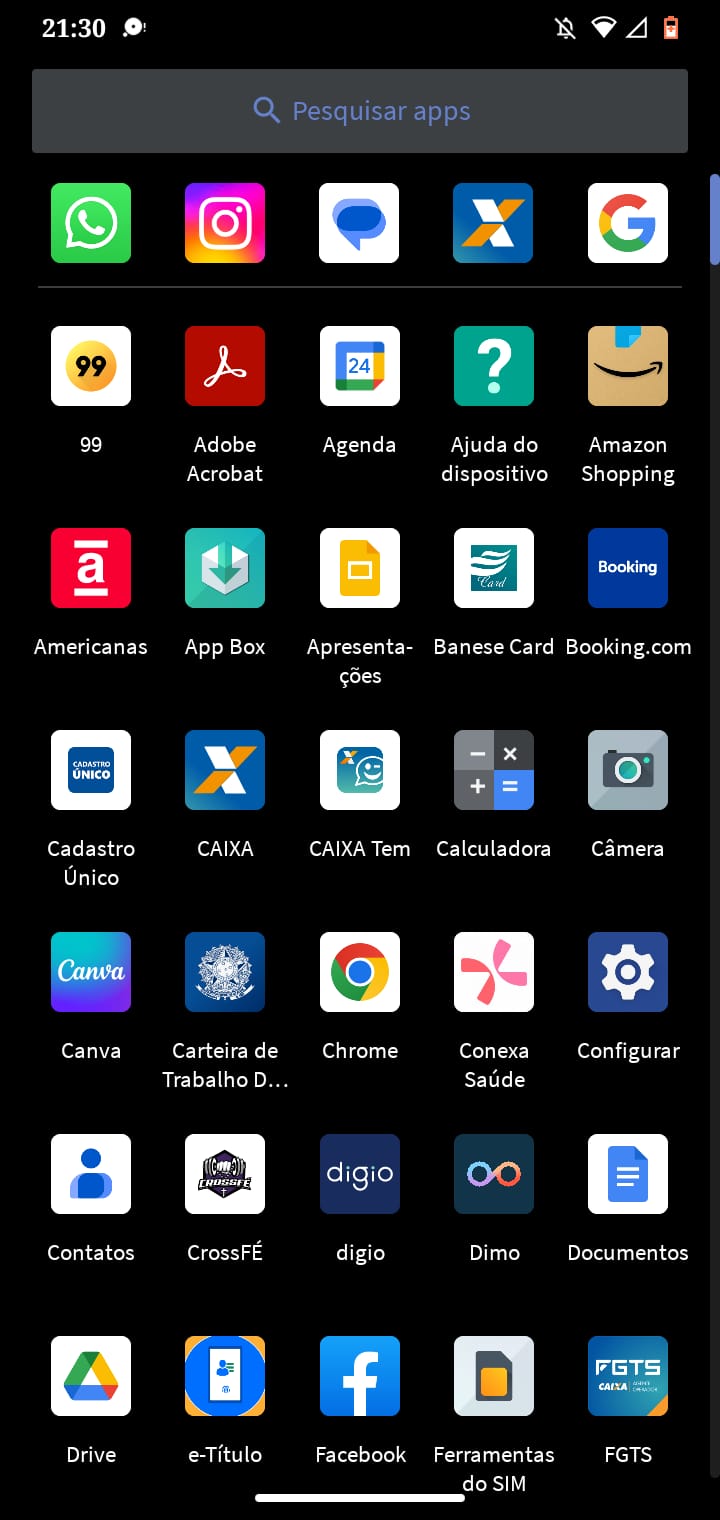 21:30
Pesquisar apps
99
24
99
Adobe
Acrobat
Agenda
Ajuda do
dispositivo
Amazon
Shopping
a
Card
Booking
Americanas
App Box
Apresenta-
ções
Banese Card
Booking.com
CADASTRO
ÚNICO
Cadastro
Único
CAIXA
CAIXA Tem
Calculadora
Câmera
Canva
Canva
Carteira de
Trabalho D...
Chrome
Conexa
Saúde
Configurar
CROSSFÉ
digio
Contatos
CrossFÉ
digio
Dimo
Documentos
FGTS
CAIXA
Drive
e-Título
Facebook
Ferramentas
do SIM
FGTS